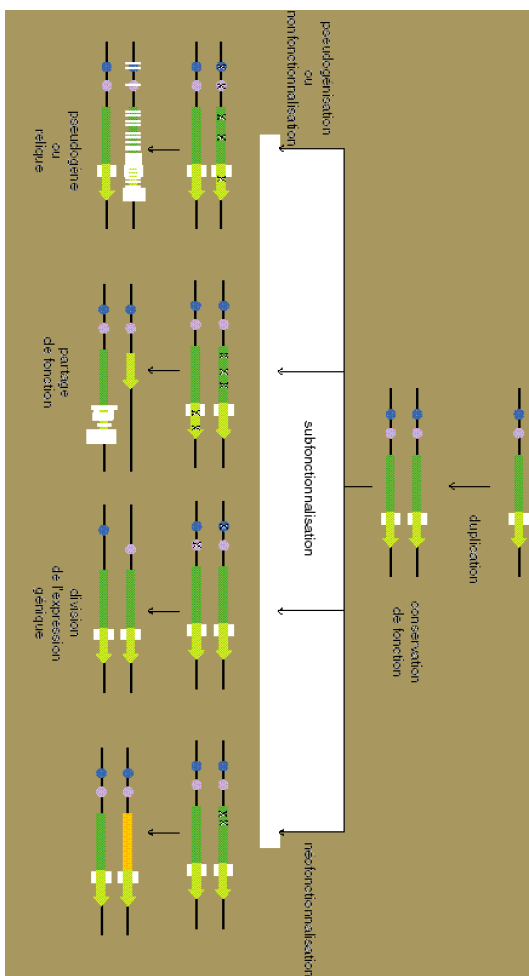 duplication
conservation
de fonction
pseudogénisation
ou
nonfonctionnalisation
subfonctionnalisation
néofonctionnalisation
pseudogène
ou
relique
partage
de fonction
division
de l'expression
génique